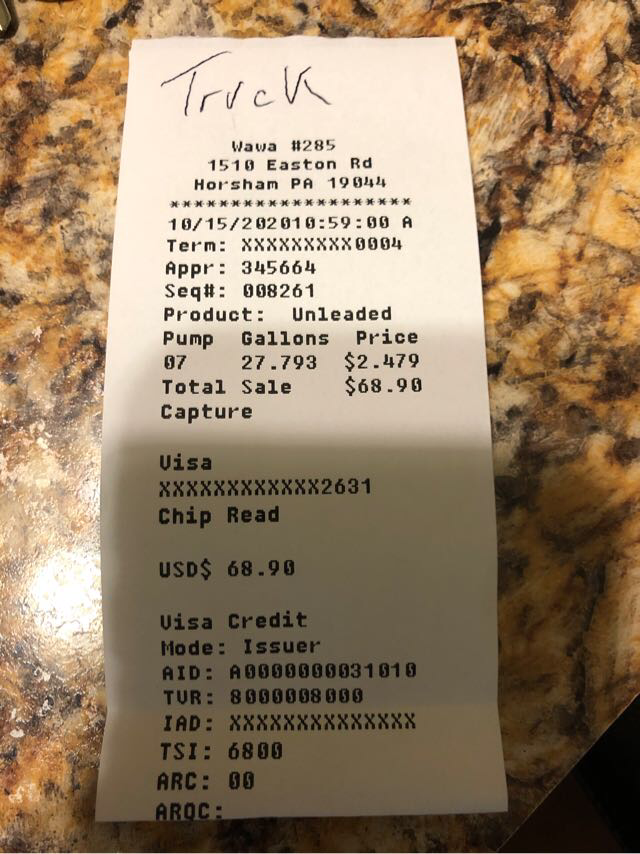 Truck
Wawa #285
1510 Easton Rd
Horsham PA 19044
********************
10/15/202010:59:00 A
Term: XXXXXXXXX0004
Appr: 345664
Seq#: 008261
Product: Unleaded
Pump Gallons Price
07 27.793 $2.479
Total Sale $68.90
Capture
Visa
XXXXXXXXXXXX2631
Chip Read
USD$ 68.90
Visa Credit
Mode: Issuer
AID: A0000000031010
TVR: 8000008000
IAD: XXXXXXXXXXXXXX
TSI: 6800
ARC: 00
ARQC: